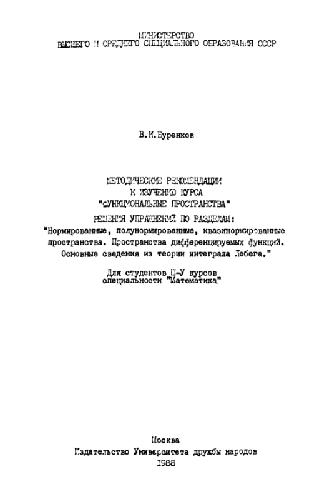 МИНИСТЕРСТВО
ВЫСШЕГО И СРЕДНЕГО СПЕЦИАЛЬНОГО ОБРАЗОВАНИЯ СССР
В.И.Буренков
МЕТОДИЧЕСКИЕ РЕКОМЕНДАЦИИ
К ИЗУЧЕНИЮ КУРСА
"ФУНКЦИОНАЛЬНЫЕ ПРОСТРАНСТВА"
РЕШЕНИЯ УПРАЖНЕНИЙ ПО РАЗДЕЛАМ:
"Нормированные, полунормированные, квазинормированные
пространства. Пространства дифференцируемых функций.
Основные сведения из теории интеграла Лебега."
Для студентов II-У курсов
специальности "Математика"
Москва
Издательство Университета дружбы народов
1988